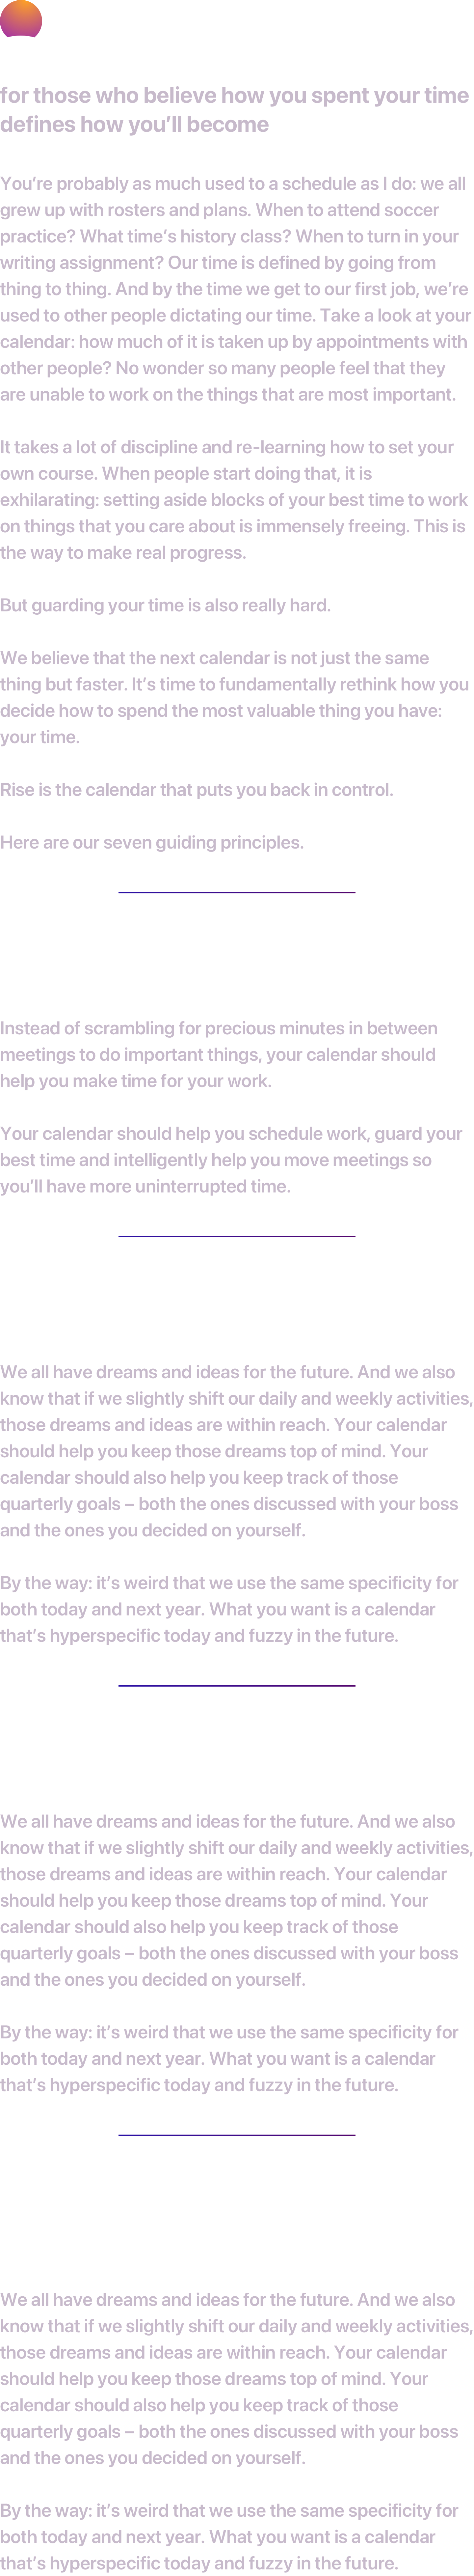 for those who believe how you spent your time
defines how you’ll become
You’re probably as much used to a schedule as I do: we all
grew up with rosters and plans. When to attend soccer
practice? What time’s history class? When to turn in your
writing assignment? Our time is defined by going from
thing to thing. And by the time we get to our first job, we’re
used to other people dictating our time. Take a look at your
calendar: how much of it is taken up by appointments with
other people? No wonder so many people feel that they
are unable to work on the things that are most important.
It takes a lot of discipline and re-learning how to set your
own course. When people start doing that, it is
exhilarating: setting aside blocks of your best time to work
on things that you care about is immensely freeing. This is
the way to make real progress.
But guarding your time is also really hard.
We believe that the next calendar is not just the same
thing but faster. It’s time to fundamentally rethink how you
decide how to spend the most valuable thing you have:
your time.
Rise is the calendar that puts you back in control.
Here are our seven guiding principles.
Instead of scrambling for precious minutes in between
meetings to do important things, your calendar should
help you make time for your work.
Your calendar should help you schedule work, guard your
best time and intelligently help you move meetings so
you’ll have more uninterrupted time.
We all have dreams and ideas for the future. And we also
know that if we slightly shift our daily and weekly activities,
those dreams and ideas are within reach. Your calendar
should help you keep those dreams top of mind. Your
calendar should also help you keep track of those
quarterly goals – both the ones discussed with your boss
and the ones you decided on yourself.
By the way: it’s weird that we use the same specificity for
both today and next year. What you want is a calendar
that’s hyperspecific today and fuzzy in the future.
We all have dreams and ideas for the future. And we also
know that if we slightly shift our daily and weekly activities,
those dreams and ideas are within reach. Your calendar
should help you keep those dreams top of mind. Your
calendar should also help you keep track of those
quarterly goals – both the ones discussed with your boss
and the ones you decided on yourself.
By the way: it’s weird that we use the same specificity for
both today and next year. What you want is a calendar
that’s hyperspecific today and fuzzy in the future.
We all have dreams and ideas for the future. And we also
know that if we slightly shift our daily and weekly activities,
those dreams and ideas are within reach. Your calendar
should help you keep those dreams top of mind. Your
calendar should also help you keep track of those
quarterly goals – both the ones discussed with your boss
and the ones you decided on yourself.
By the way: it’s weird that we use the same specificity for
both today and next year. What you want is a calendar
that’s hyperspecific today and fuzzy in the future.